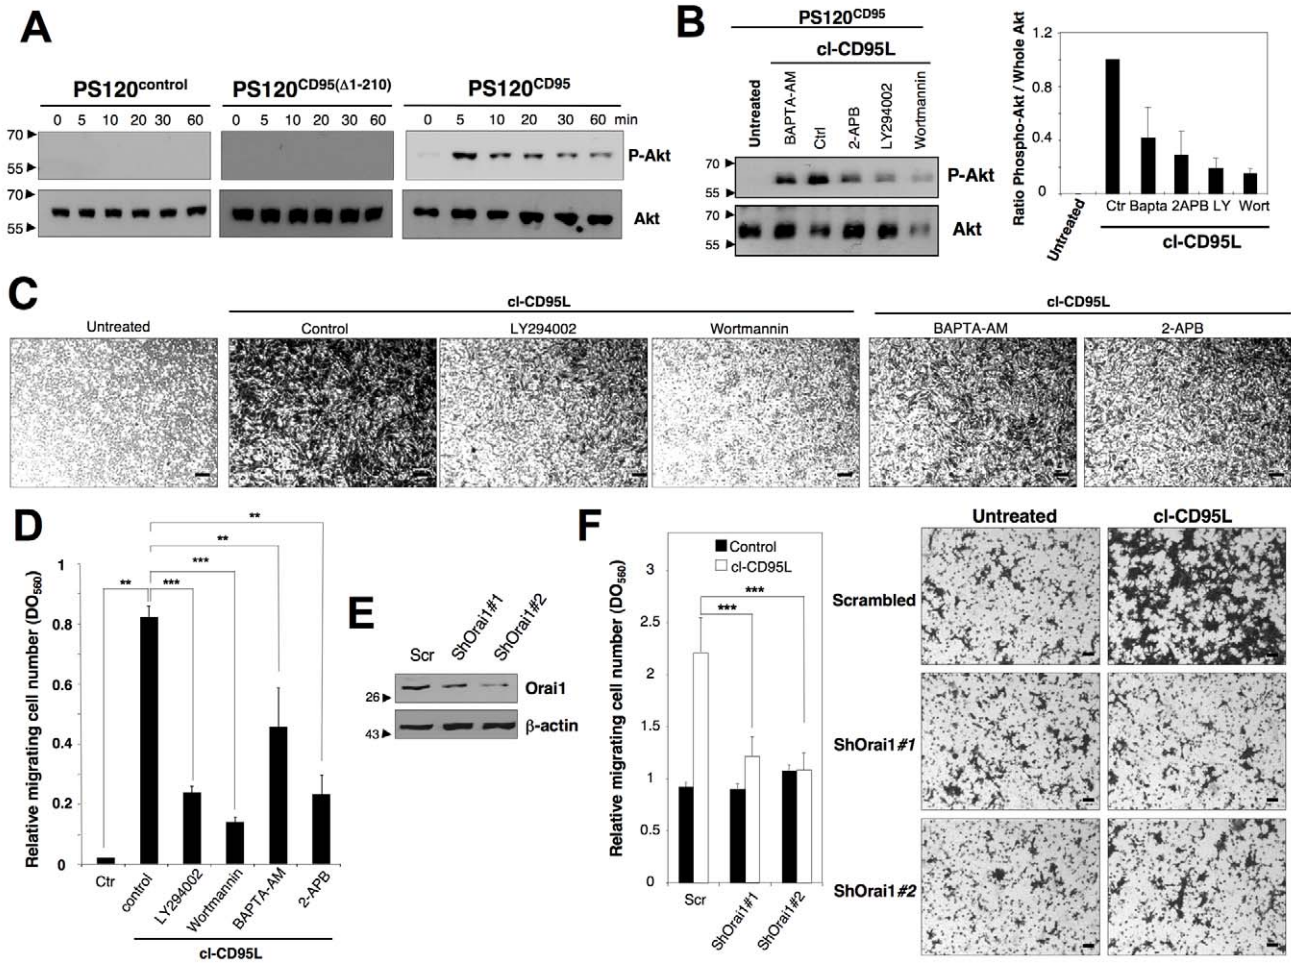 A
PS120control
PS120CD95(Δ1-210)
PS120CD95
0 5 10 20 30 60
0 5 10 20 30 60
0 5 10 20 30 60 min
70
55
P-Akt
70
55
Akt
B
PS120CD95
cl-CD95L
Untreated
BAPTA-AM
Ctrl
2-APB
LY294002
Wortmannin
70
55
P-Akt
70
55
Akt
Ratio Phospho-Akt / Whole Akt
1.2
0.8
0.4
0
Untreated
Ctr Bapta 2APB LY Wort
cl-CD95L
C
cl-CD95L
cl-CD95L
Untreated
Control
LY294002
Wortmannin
BAPTA-AM
2-APB
D
Relative migrating cell number (DO560)
**
**
***
** ***
1
0.8
0.6
0.4
0.2
0
Ctr
control
LY294002
Wortmannin
BAPTA-AM
2-APB
cl-CD95L
E
Scr
ShOrai1#1
ShOrai1#2
26
Orai1
43
β-actin
F
Relative migrating cell number (DO560)
Control
cl-CD95L
***
***
3
2.5
2
1.5
1
0.5
0
Scr
ShOrai1#1
ShOrai1#2
Untreated
cl-CD95L
Scrambled
ShOrai1#1
ShOrai1#2